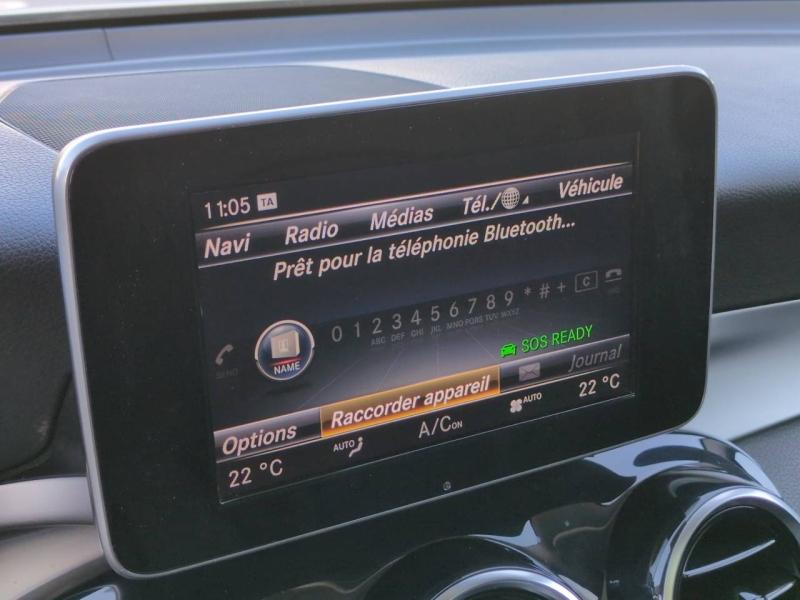 11:05 TA
Navi Radio Médias Tél./ Véhicule
Prêt pour la téléphonie Bluetooth...
0 1 2 3 4 5 6 7 8 9 * # + C
ABC DEF GHI JKL MNO PQRS TUV WXYZ
SEND
NAME
SOS READY
Options Raccorder appareil Journal
22 °C AUTO A/C ON AUTO 22 °C